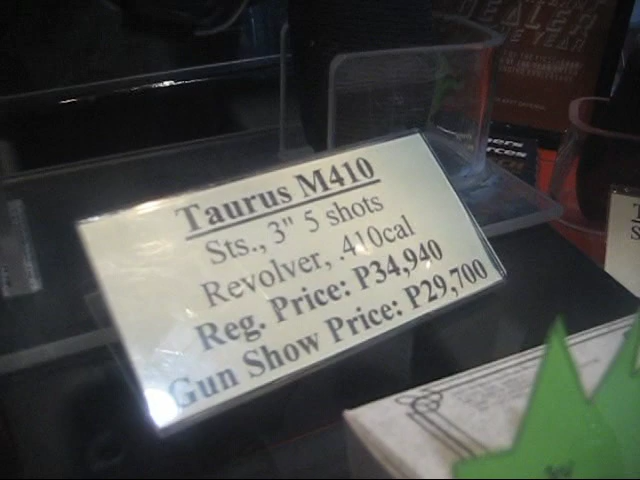 Taurus M410
Sts., 3" 5 shots
Revolver, .410cal
Reg. Price: P34,940
Gun Show Price: P29,700